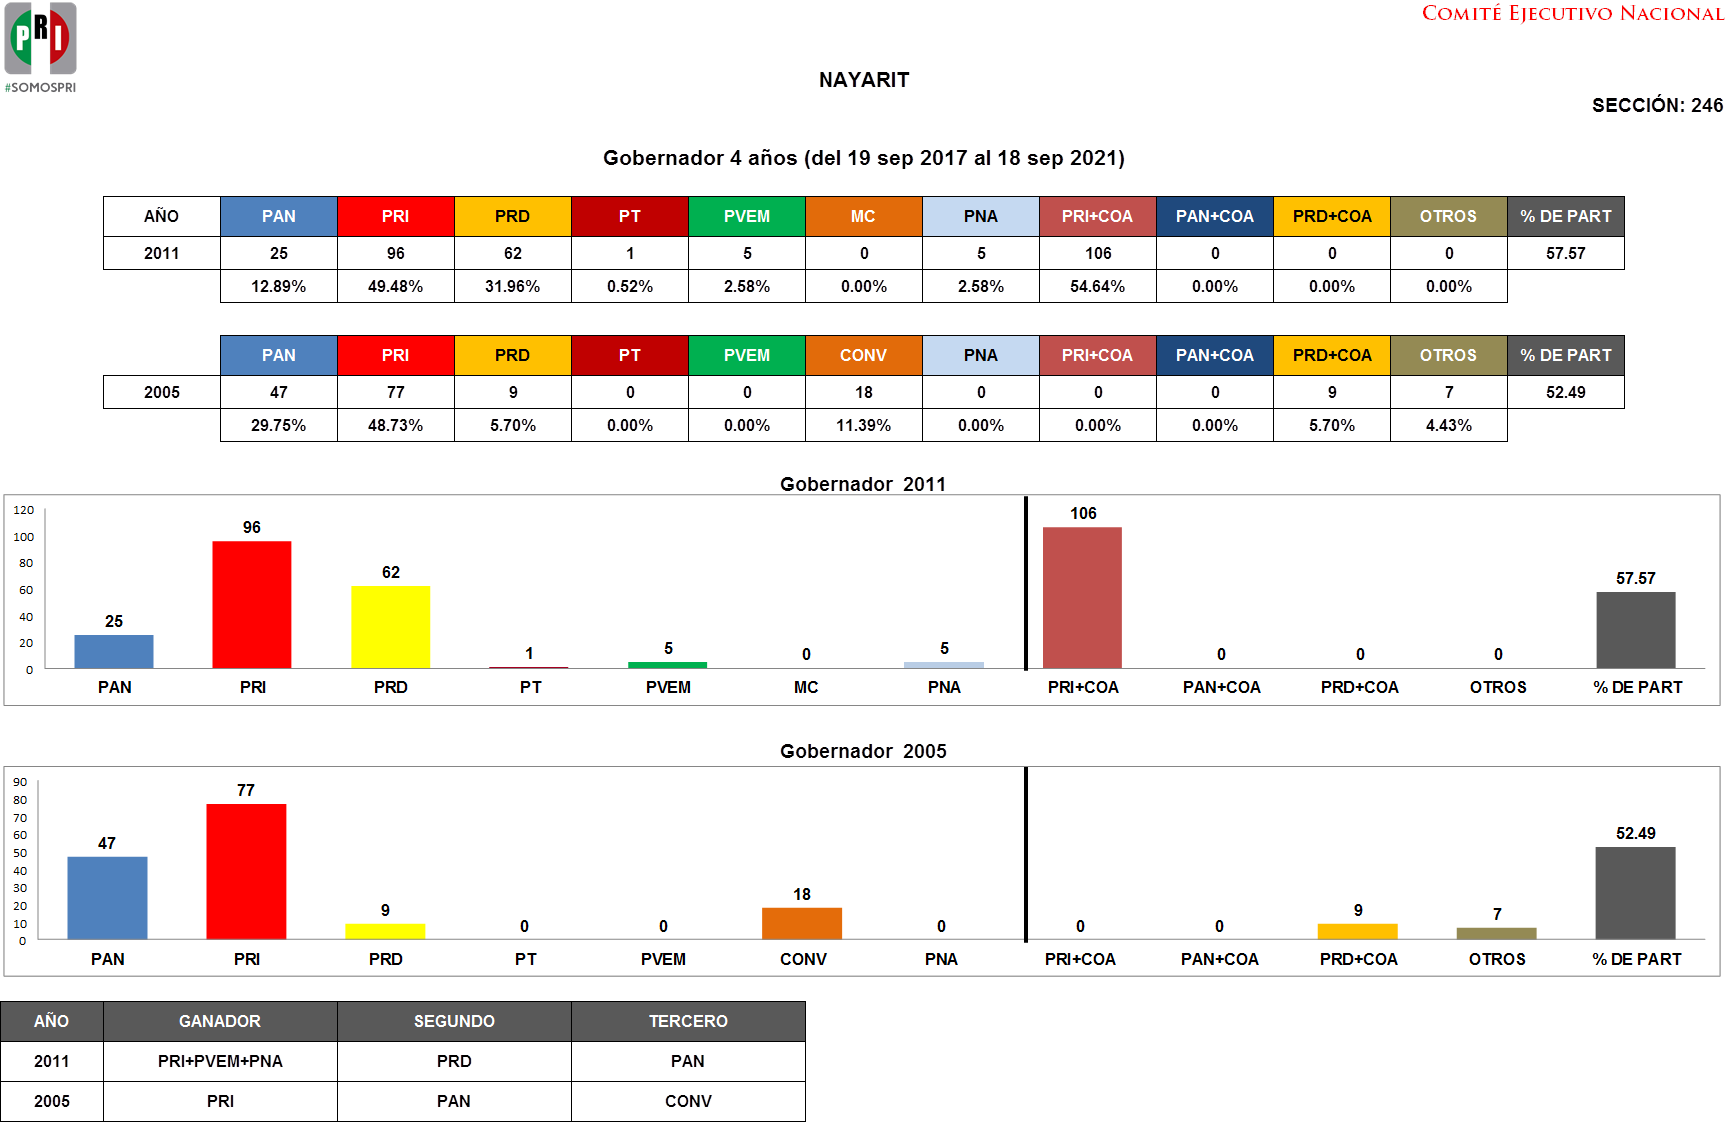 PRI
#SOMOSPRI
COMITÉ EJECUTIVO NACIONAL
NAYARIT
SECCIÓN: 246
Gobernador 4 años (del 19 sep 2017 al 18 sep 2021)
AÑO PAN PRI PRD PT PVEM MC PNA PRI+COA PAN+COA PRD+COA OTROS % DE PART
2011 25 96 62 1 5 0 5 106 0 0 0 57.57
12.89% 49.48% 31.96% 0.52% 2.58% 0.00% 2.58% 54.64% 0.00% 0.00% 0.00%
PAN PRI PRD PT PVEM CONV PNA PRI+COA PAN+COA PRD+COA OTROS % DE PART
2005 47 77 9 0 0 18 0 0 0 9 7 52.49
29.75% 48.73% 5.70% 0.00% 0.00% 11.39% 0.00% 0.00% 0.00% 5.70% 4.43%
Gobernador 2011
120
100
80
60
40
20
0
25 96 62 1 5 0 5 106 0 0 0 57.57
PAN PRI PRD PT PVEM MC PNA PRI+COA PAN+COA PRD+COA OTROS % DE PART
Gobernador 2005
90
80
70
60
50
40
30
20
10
0
47 77 9 0 0 18 0 0 0 9 7 52.49
PAN PRI PRD PT PVEM CONV PNA PRI+COA PAN+COA PRD+COA OTROS % DE PART
AÑO GANADOR SEGUNDO TERCERO
2011 PRI+PVEM+PNA PRD PAN
2005 PRI PAN CONV